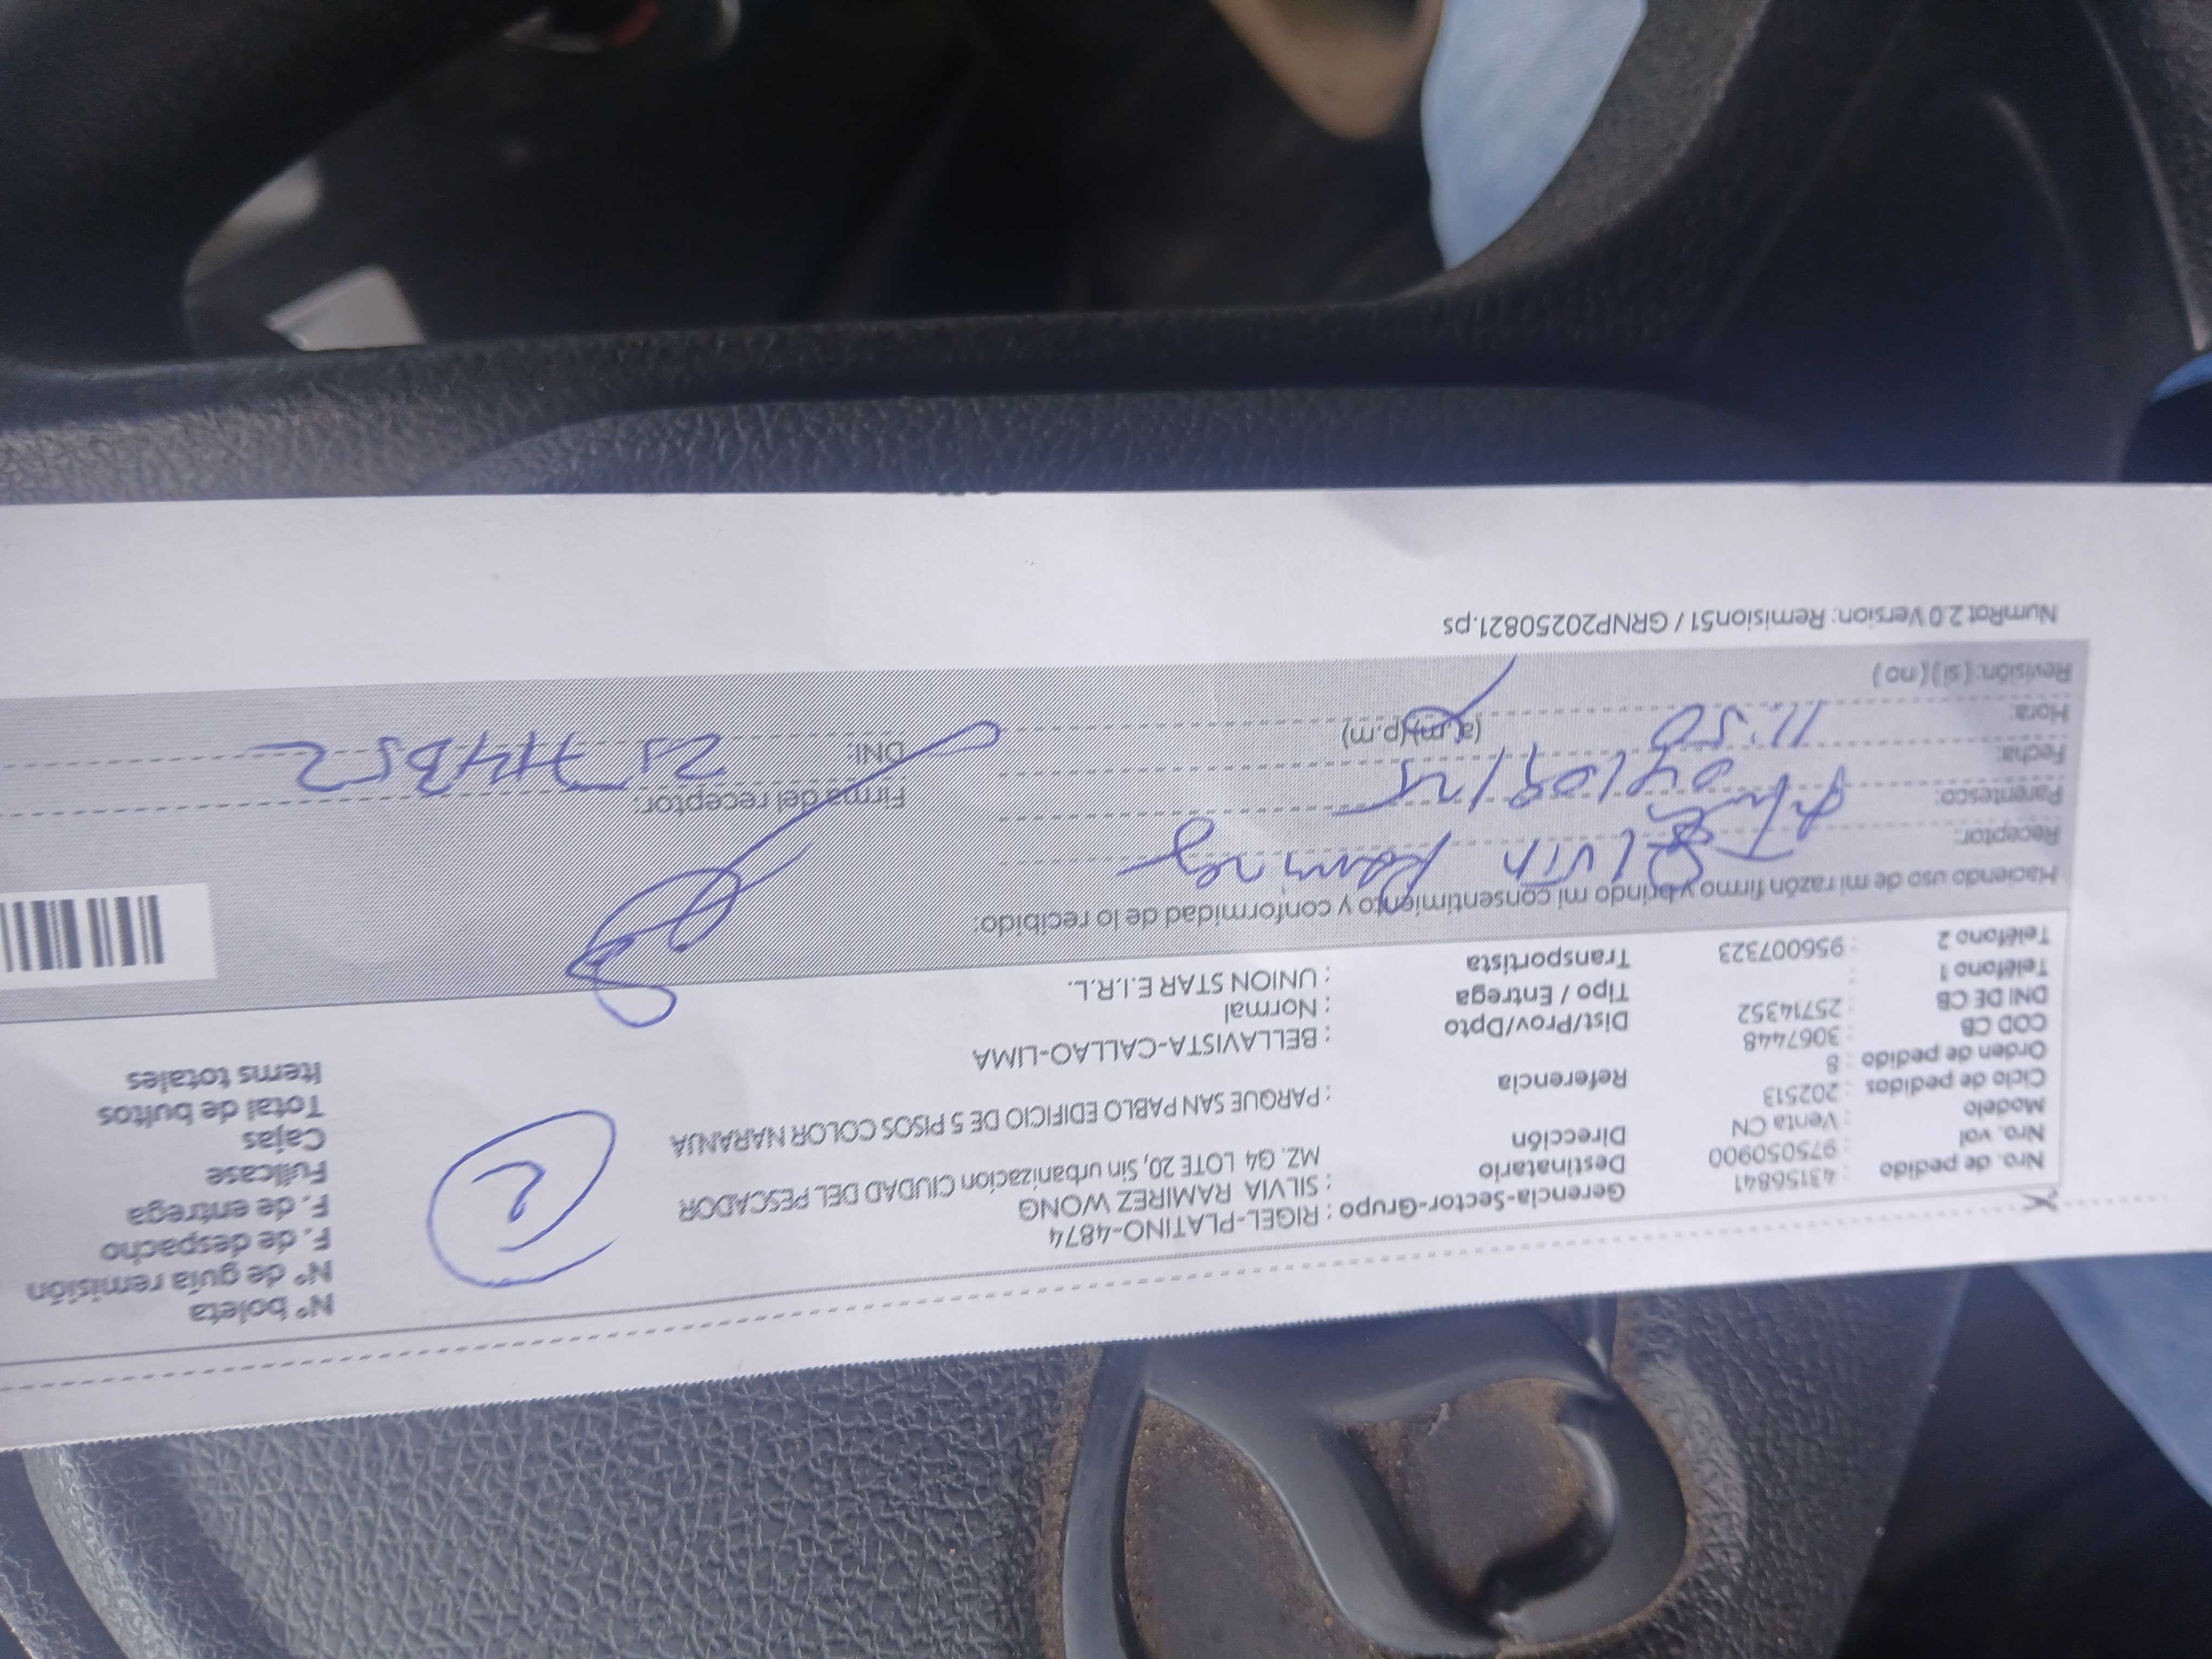 Nro. de pedido : 43156841
Nro. vol : 975050900
Modelo : Venta CN
Ciclo de pedidos : 202513
Orden de pedido : 8
COD CB : 3067448
DNI DE CB : 25714352
Teléfono 1 :
Teléfono 2 : 956007323
Gerencia-Sector-Grupo : RIGEL-PLATINO-4874
Destinatario : SILVIA RAMIREZ WONG
Dirección MZ. G4 LOTE 20, Sin urbanizacion CIUDAD DEL PESCADOR
Referencia : PARQUE SAN PABLO EDIFICIO DE 5 PISOS COLOR NARANJA
Dist/Prov/Dpto : BELLAVISTA-CALLAO-LIMA
Tipo / Entrega : Normal
Transportista : UNION STAR E.I.R.L.
2
N° boleta
N° de guía remisión
F. de despacho
F. de entrega
Fullcase
Cajas
Total de bultos
Items totales
Haciendo uso de mi razón firmo y brindo mi consentimiento y conformidad de lo recibido:
Receptor: Ramirez
Parentesco:
Fecha: 04/09/25
Hora: 11:50 (a.m)(p.m)
Revisión: (si) (no)
Firma del receptor:
DNI:
NumRot 2.0 Version: Remision51 / GRNP20250821.ps